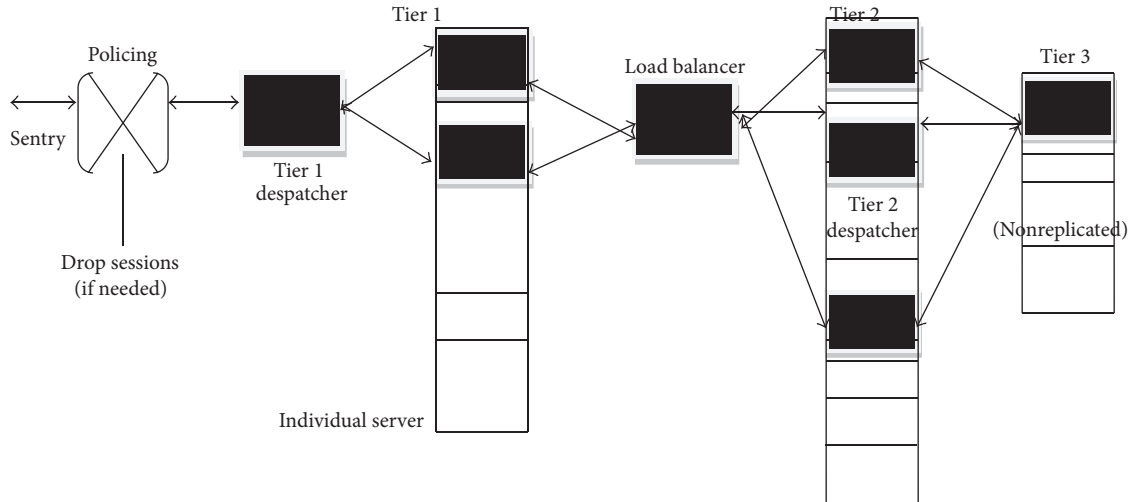 Policing
Sentry
Drop sessions
(if needed)
Tier 1
despatcher
Tier 1
Individual server
Load balancer
Tier 2
Tier 2
despatcher
Tier 3
(Nonreplicated)